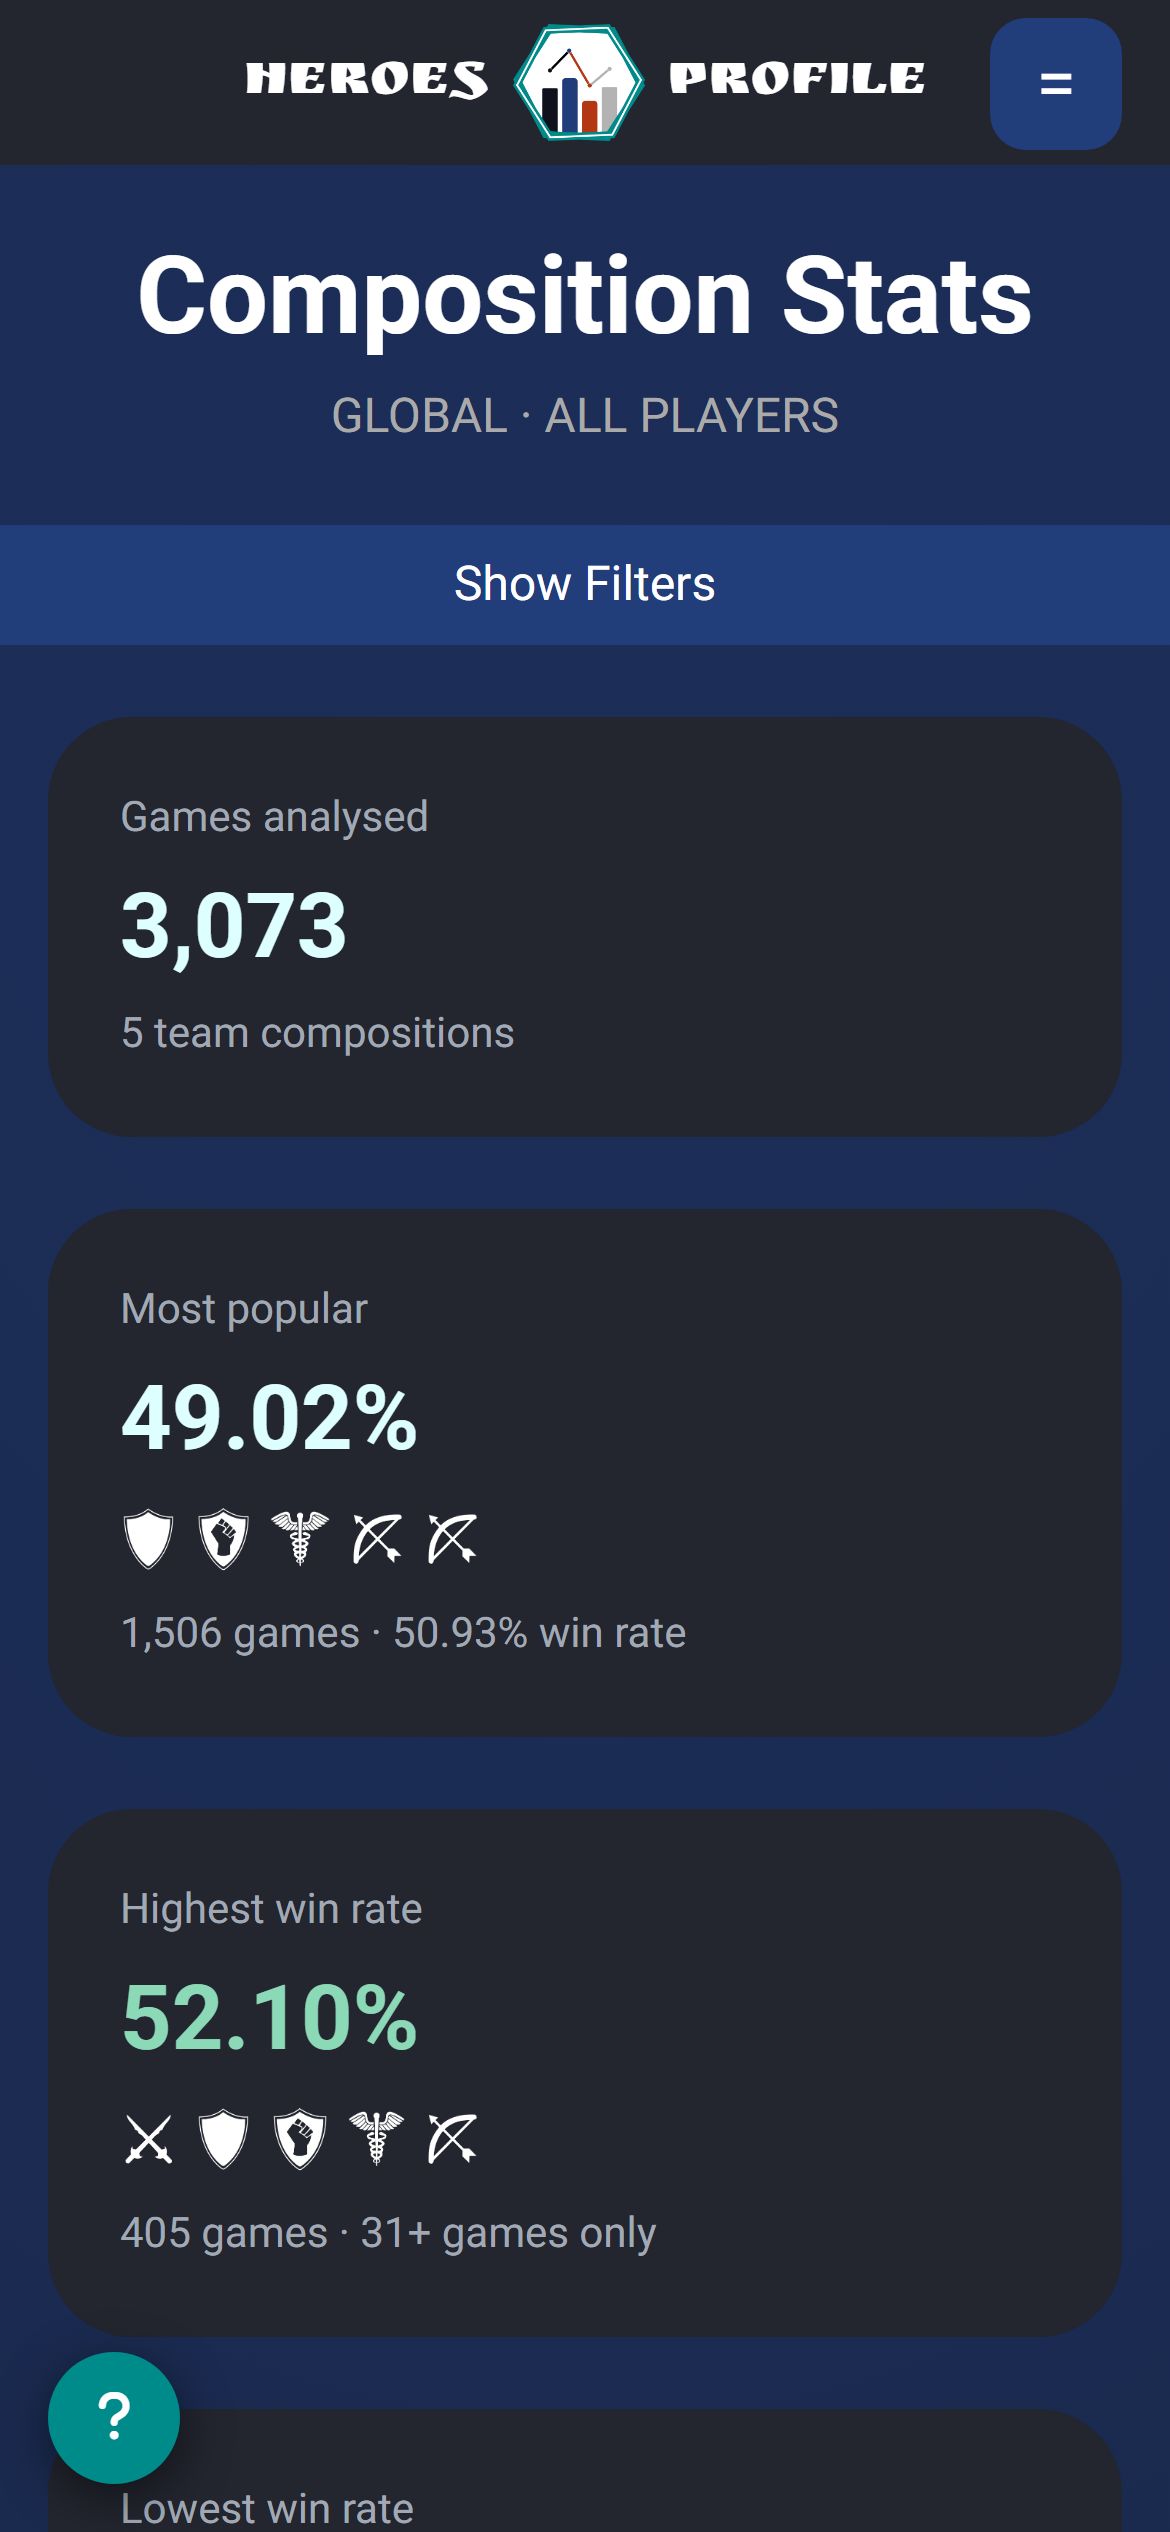 HEROES PROFILE
=
Composition Stats
GLOBAL · ALL PLAYERS
Show Filters
Games analysed
3,073
5 team compositions
Most popular
49.02%
1,506 games · 50.93% win rate
Highest win rate
52.10%
405 games · 31+ games only
?
Lowest win rate